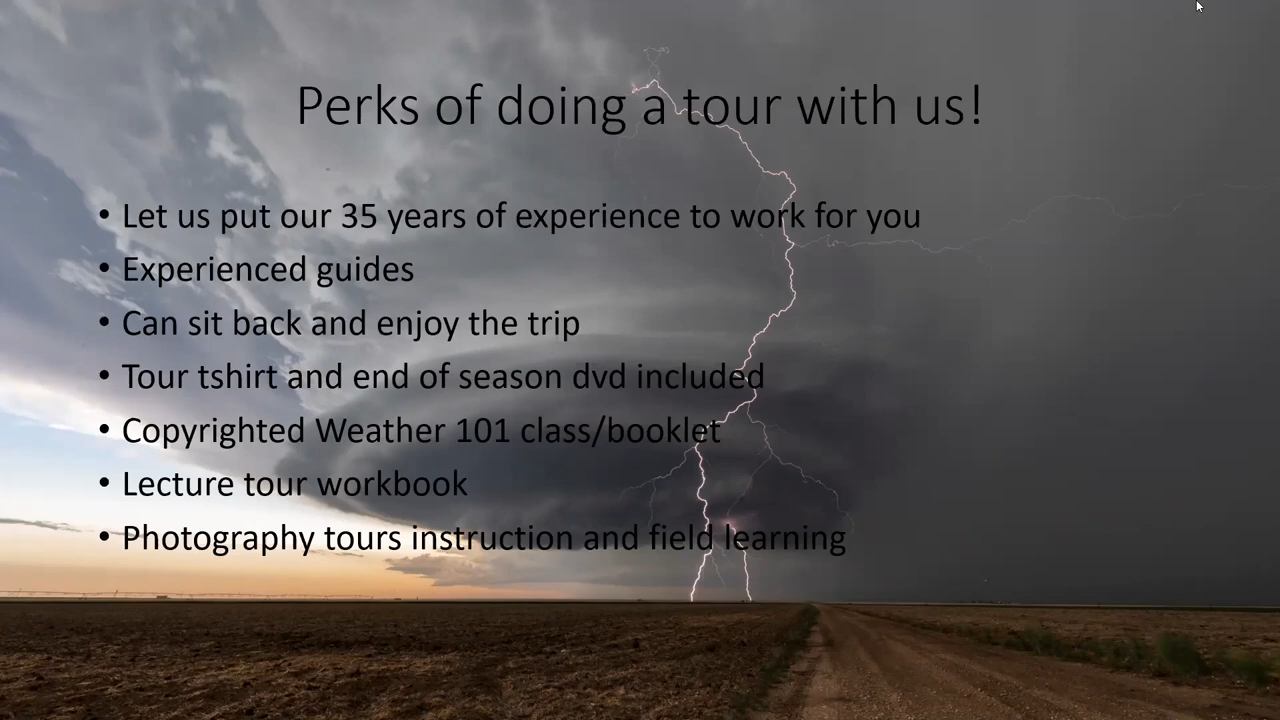 Perks of doing a tour with us!
• Let us put our 35 years of experience to work for you
• Experienced guides
• Can sit back and enjoy the trip
• Tour tshirt and end of season dvd included
• Copyrighted Weather 101 class/booklet
• Lecture tour workbook
• Photography tours instruction and field learning